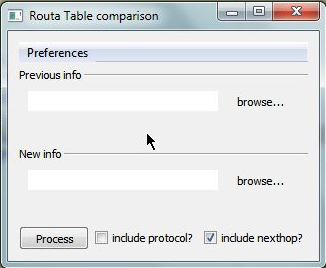 Routa Table comparison
Preferences
Previous info
browse...
New info
browse...
Process include protocol? include nexthop?